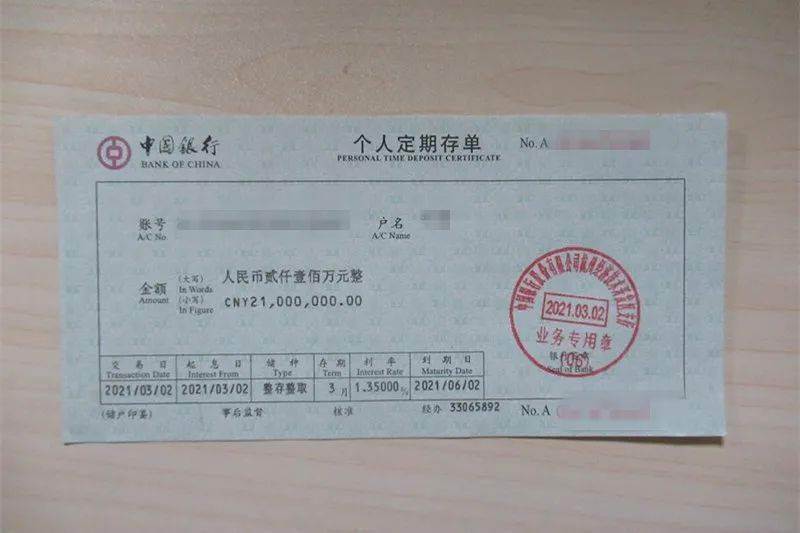 中国银行
BANK OF CHINA
个人定期存单
PERSONAL TIME DEPOSIT CERTIFICATE
No. A
账号
A/C No
户名
A/C Name
金额
Amount
(大写)
In Words
人民币贰仟壹佰万元整
(小写)
In Figure
CNY21,000,000.00
2021.03.02
业务专用章
(06)
Seal of Bank
交易日 起息日 储种 存期 利率 到期日
Transaction Date Interest From Type Term Interest Rate Maturity Date
2021/03/02 2021/03/02 整存整取 3月 1.35000% 2021/06/02
(储户印鉴) 事后监督 核准 经办 33065892
No. A